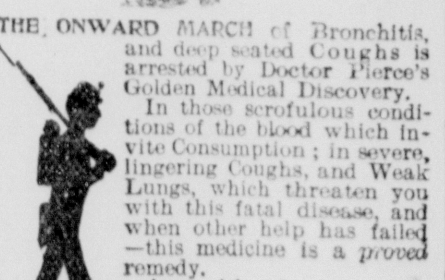 THE ONWARD MARCH of Bronchitis,
and deep seated Coughs is
arrested by Doctor Pierce's
Golden Medical Discovery.
In those scrofulous condi-
tions of the blood which in-
vite Consumption ; in severe,
lingering Coughs, and Weak
Lungs, which threaten you
with this fatal disease, and
when other help has failed
—this medicine is a proved
remedy.